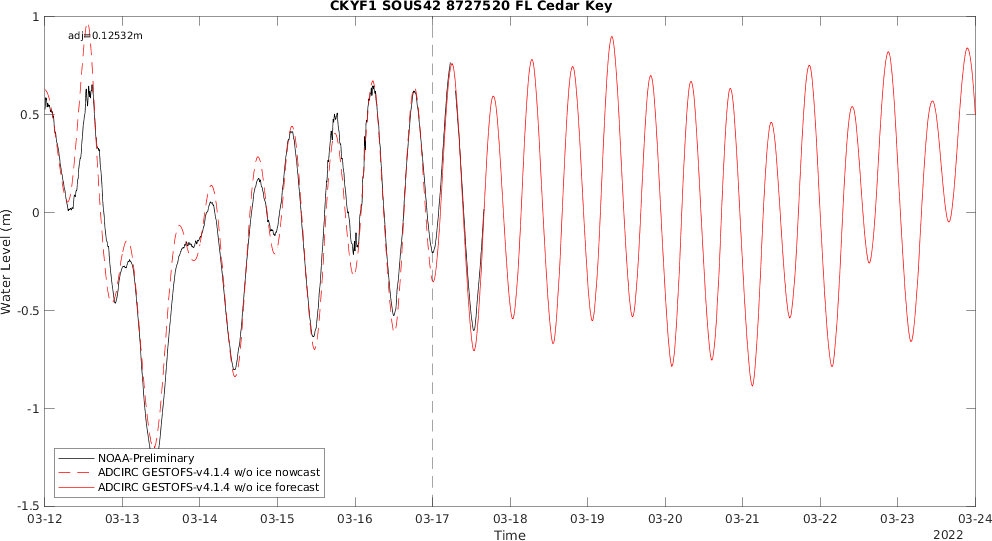 CKYF1 SOUS42 8727520 FL Cedar Key
adj=0.12532m
1
0.5
0
-0.5
-1
-1.5
Water Level (m)
NOAA-Preliminary
ADCIRC GESTOFS-v4.1.4 w/o ice nowcast
ADCIRC GESTOFS-v4.1.4 w/o ice forecast
03-12 03-13 03-14 03-15 03-16 03-17 03-18 03-19 03-20 03-21 03-22 03-23 03-24
Time
2022